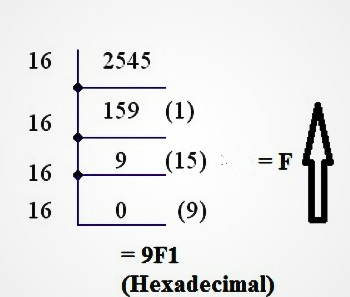 16 2545
16 159 (1)
16 9 (15) = F
16 0 (9)
= 9F1
(Hexadecimal)